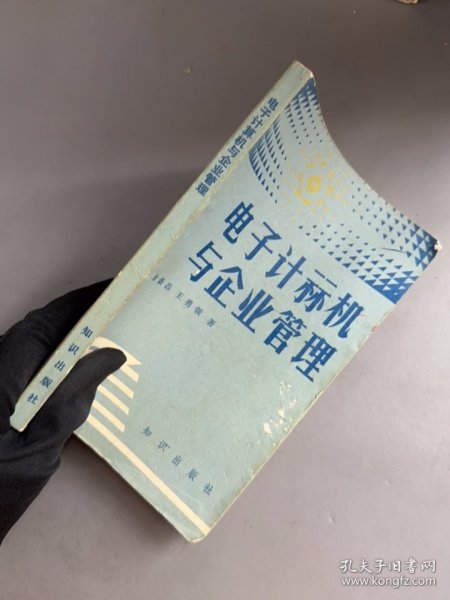 电子计算机与企业管理
知识出版社
电子计𥮅机
与企业管理
王勇领 著
知识出版社
孔夫子旧书网
www.kongfz.com